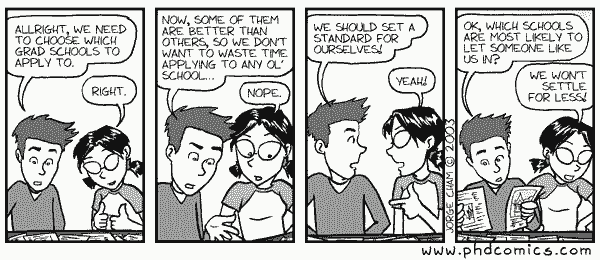 ALLRIGHT, WE NEED
TO CHOOSE WHICH
GRAD SCHOOLS TO
APPLY TO.
RIGHT.
NOW, SOME OF THEM
ARE BETTER THAN
OTHERS, SO WE DON'T
WANT TO WASTE TIME
APPLYING TO ANY OL'
SCHOOL...
NOPE.
WE SHOULD SET A
STANDARD FOR
OURSELVES!
YEAH!
JORGE CHAM © 2003
OK, WHICH SCHOOLS
ARE MOST LIKELY TO
LET SOMEONE LIKE
US IN?
WE WON'T
SETTLE
FOR LESS!
www.phdcomics.com